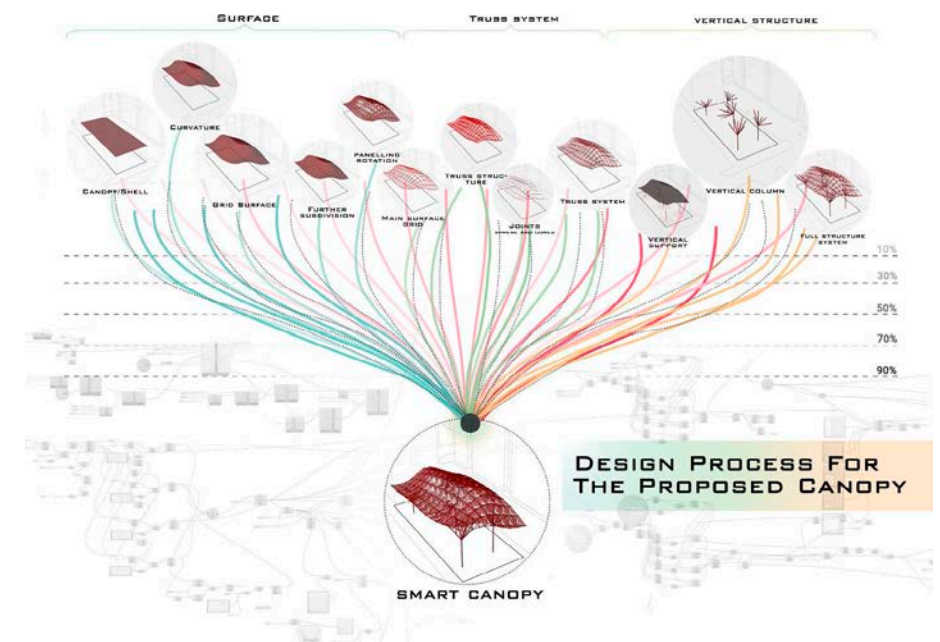 SURFACE
TRUSS SYSTEM
VERTICAL STRUCTURE
CURVATURE
CANOPY/SHELL
GRID SURFACE
FURTHER
SUBDIVISION
PANELLING
ROTATION
MAIN SURFACE
GRID
TRUSS STRUC-
TURE
JOINTS
TRUSS SYSTEM
VERTICAL
SUPPORT
VERTICAL COLUMN
FULL STRUCTURE
SYSTEM
10%
30%
50%
70%
90%
DESIGN PROCESS FOR
THE PROPOSED CANOPY
SMART CANOPY